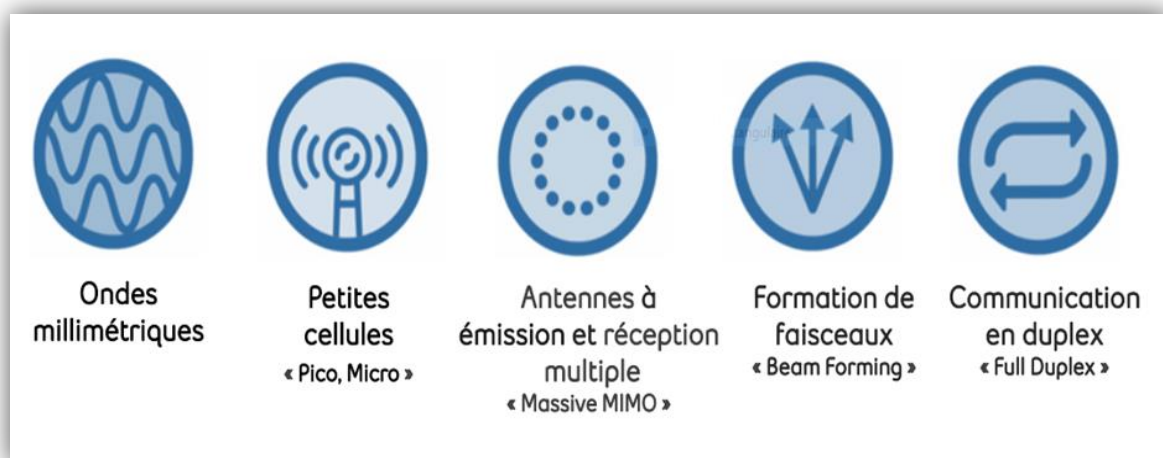 Ondes
millimétriques
Petites
cellules
« Pico, Micro »
Antennes à
émission et réception
multiple
« Massive MIMO »
Formation de
faisceaux
« Beam Forming »
Communication
en duplex
« Full Duplex »